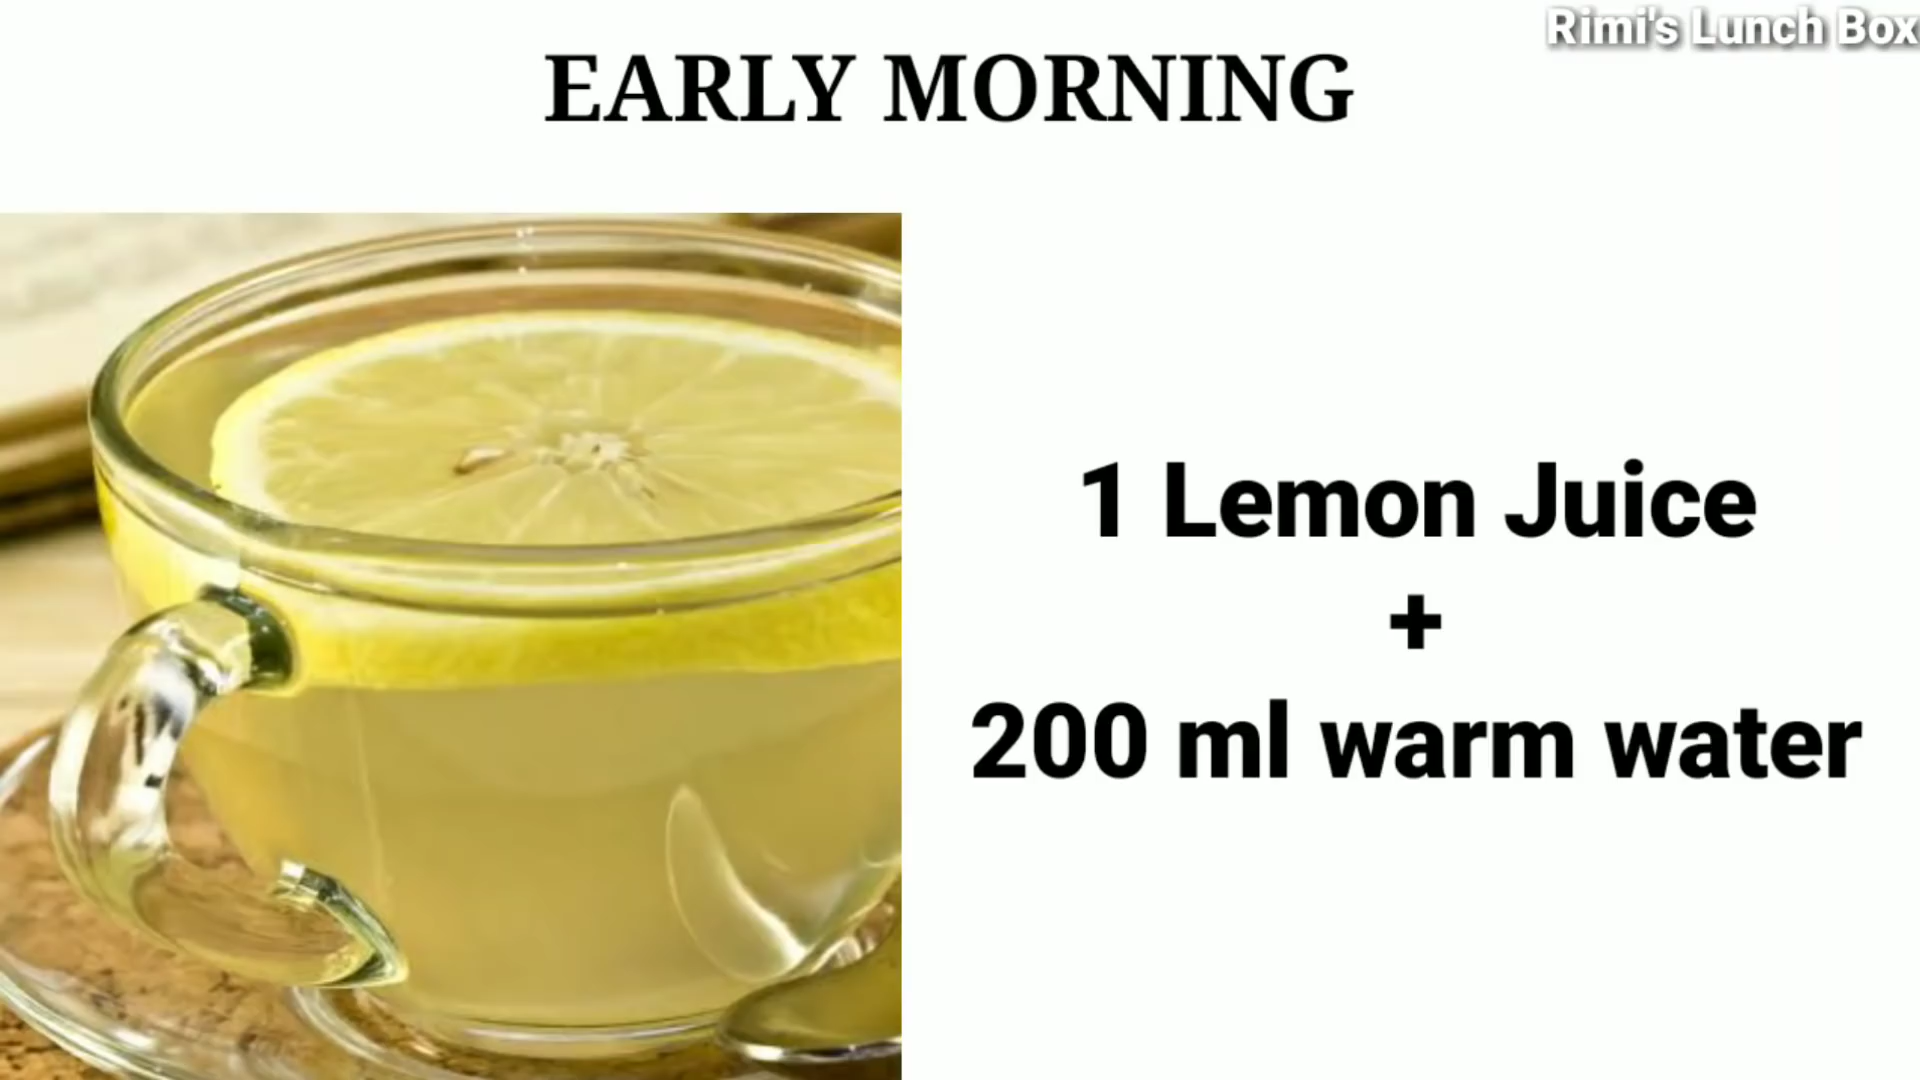 Rimi's Lunch Box
EARLY MORNING
1 Lemon Juice
+
200 ml warm water